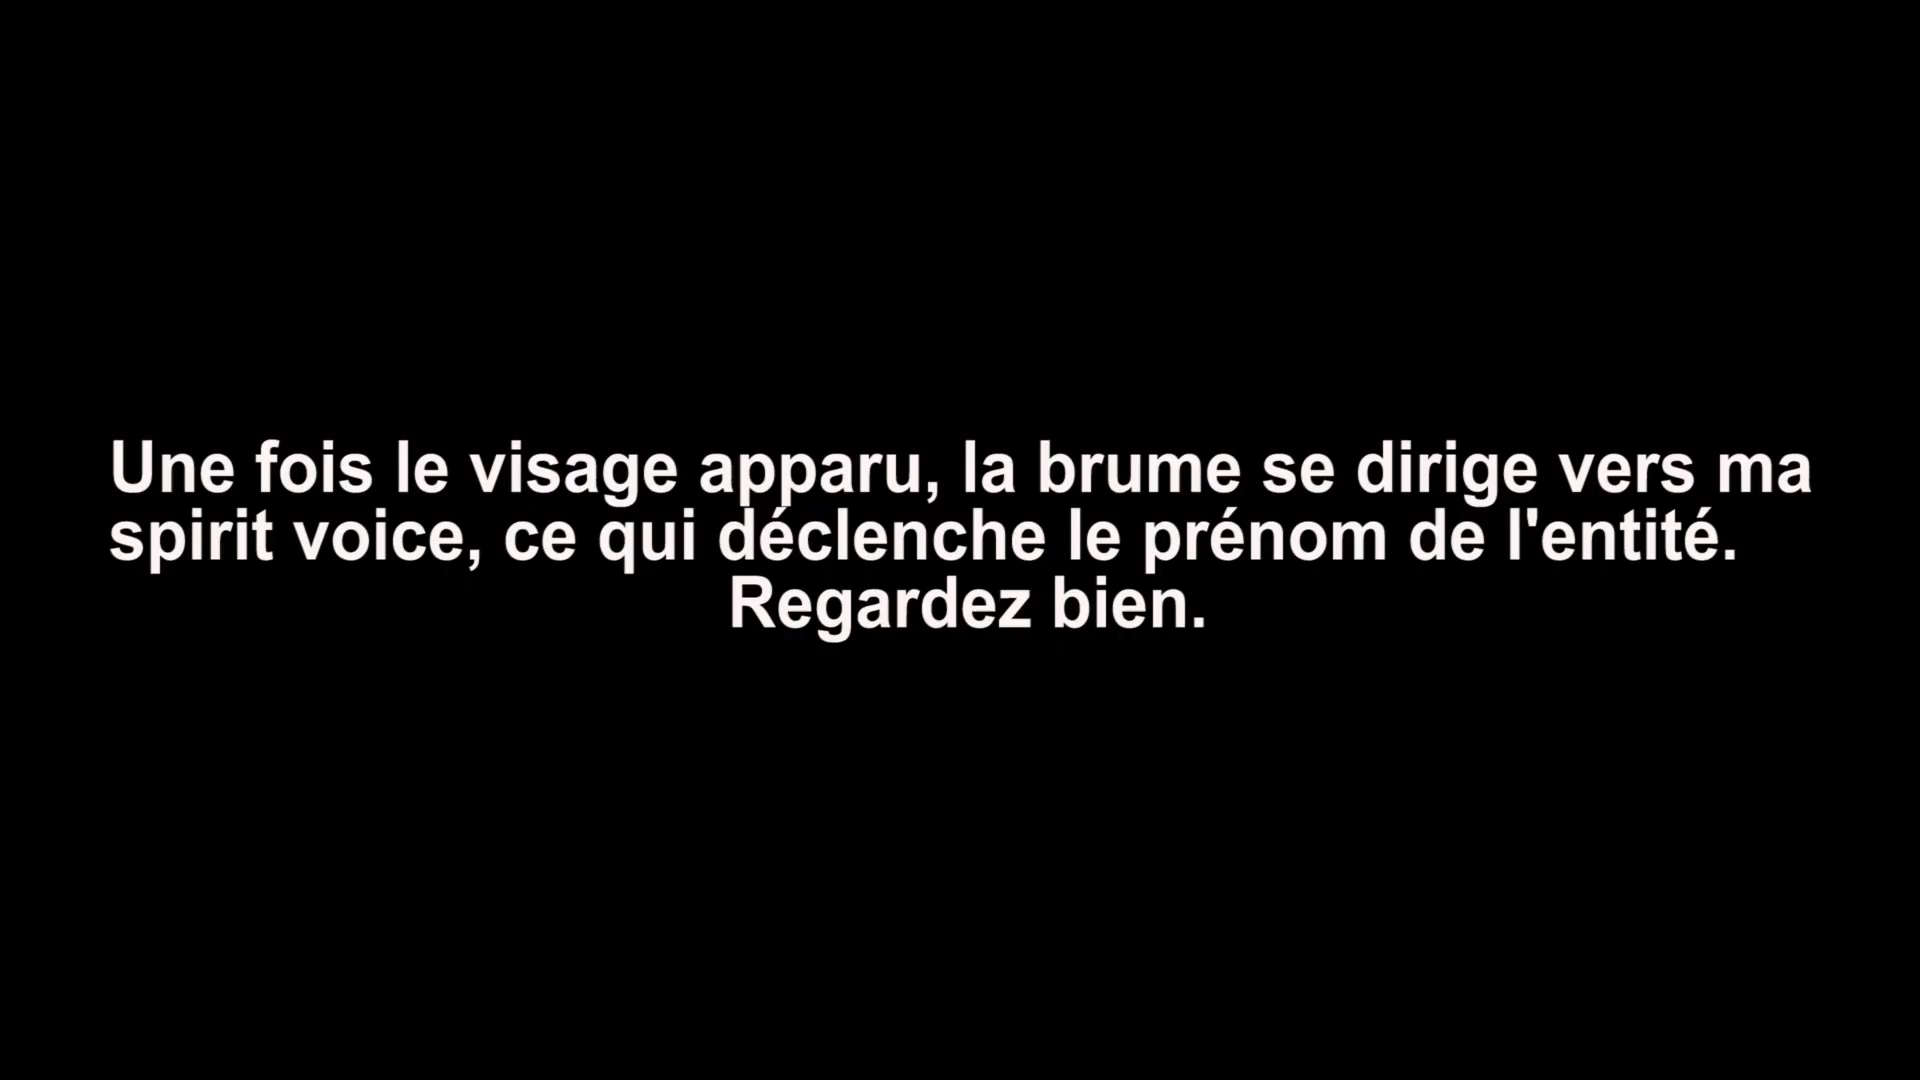 Une fois le visage apparu, la brume se dirige vers ma
spirit voice, ce qui déclenche le prénom de l'entité.
Regardez bien.